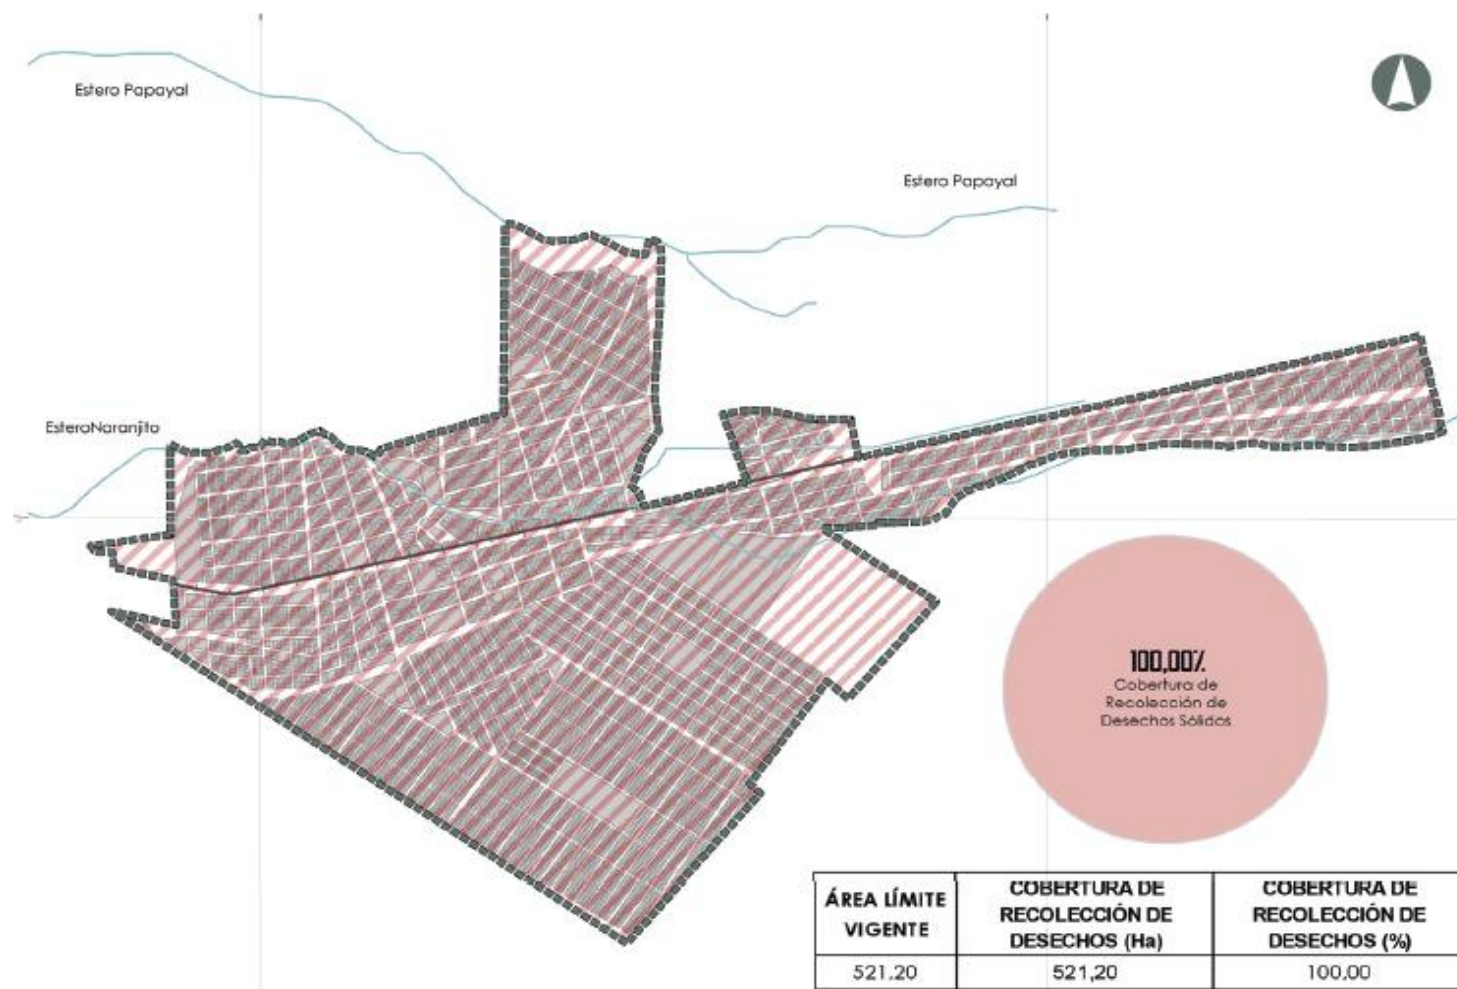 Estero Papayal
Estero Papayal
EsteroNaranjito
100,00%
Cobertura de
Recolección de
Desechos Sólidos
ÁREA LÍMITE
VIGENTE
COBERTURA DE
RECOLECCIÓN DE
DESECHOS (Ha)
COBERTURA DE
RECOLECCIÓN DE
DESECHOS (%)
521.20
521,20
100,00